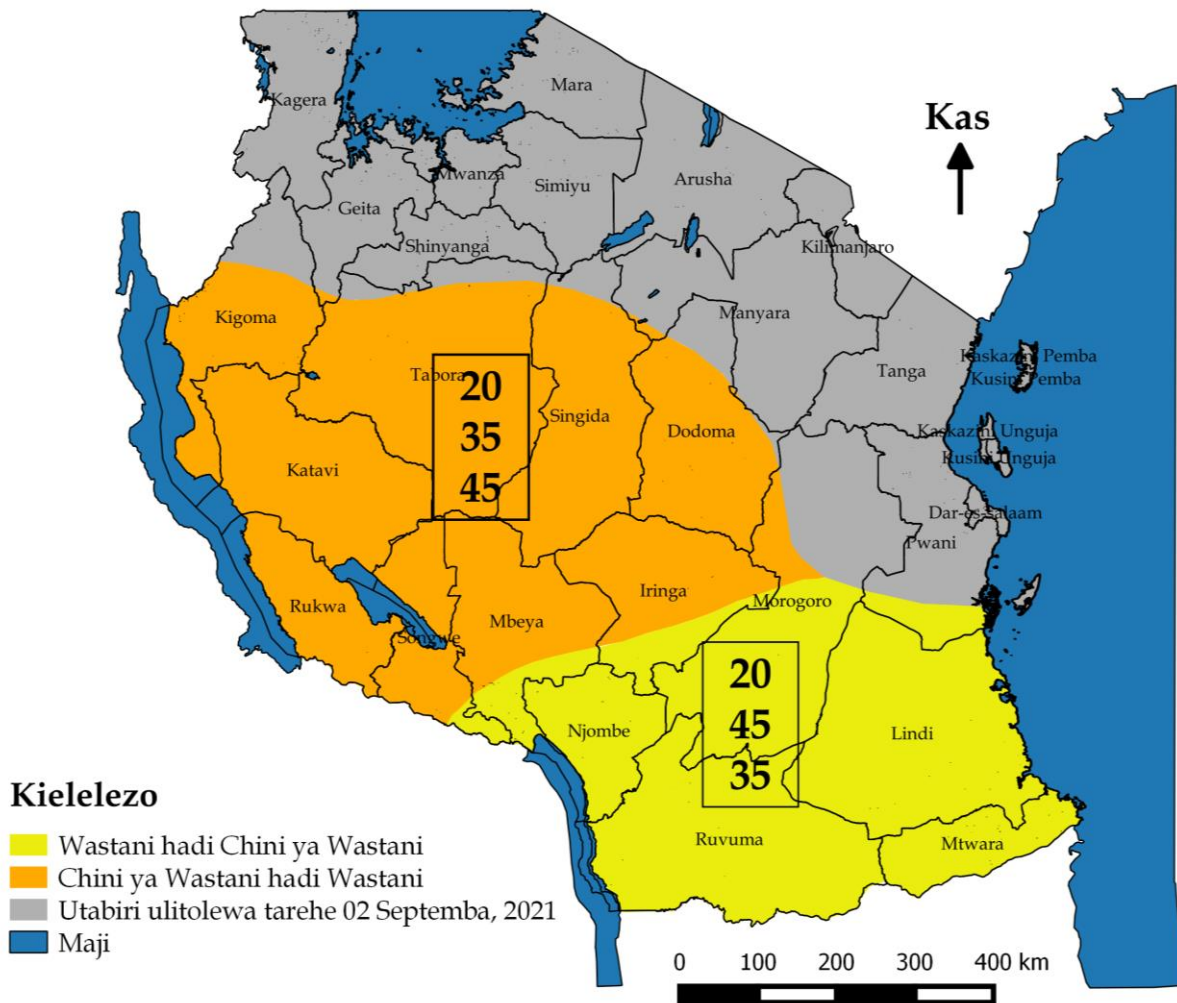 Mara
Kagera
Kas
Mwanza
Simiyu
Arusha
Geita
Shinyanga
Kilimanjaro
Kigoma
Manyara
Kaskazini Pemba
Tabora
Tanga
Kusini Pemba
20
Singida
Dodoma
Kaskazini Unguja
35
Kusini Unguja
Katavi
45
Dar-es-salaam
Pwani
Iringa
Rukwa
Morogoro
Mbeya
Songwe
20
Njombe
45
Lindi
35
Kielelezo
Ruvuma
Mtwara
Wastani hadi Chini ya Wastani
Chini ya Wastani hadi Wastani
Utabiri ulitolewa tarehe 02 Septemba, 2021
Maji
0 100 200 300 400 km